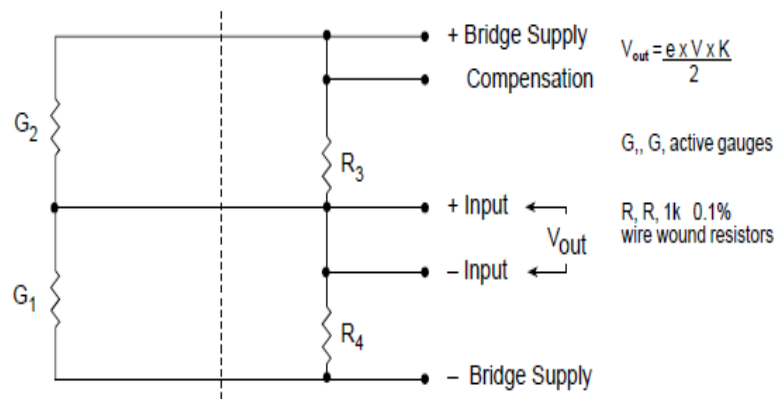 + Bridge Supply
Vout = e x V x K
2
Compensation
G2
G,, G, active gauges
R3
+ Input
R, R, 1k 0.1%
wire wound resistors
Vout
– Input
G1
R4
– Bridge Supply